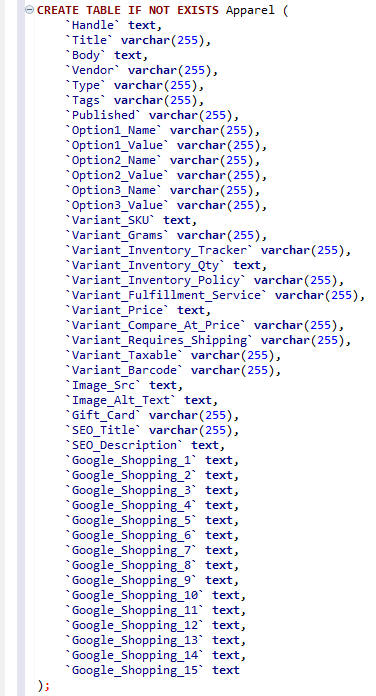 CREATE TABLE IF NOT EXISTS Apparel (
`Handle` text,
`Title` varchar(255),
`Body` text,
`Vendor` varchar(255),
`Type` varchar(255),
`Tags` varchar(255),
`Published` varchar(255),
`Option1_Name` varchar(255),
`Option1_Value` varchar(255),
`Option2_Name` varchar(255),
`Option2_Value` varchar(255),
`Option3_Name` varchar(255),
`Option3_Value` varchar(255),
`Variant_SKU` text,
`Variant_Grams` varchar(255),
`Variant_Inventory_Tracker` varchar(255),
`Variant_Inventory_Qty` text,
`Variant_Inventory_Policy` varchar(255),
`Variant_Fulfillment_Service` varchar(255),
`Variant_Price` text,
`Variant_Compare_At_Price` varchar(255),
`Variant_Requires_Shipping` varchar(255),
`Variant_Taxable` varchar(255),
`Variant_Barcode` varchar(255),
`Image_Src` text,
`Image_Alt_Text` text,
`Gift_Card` varchar(255),
`SEO_Title` varchar(255),
`SEO_Description` text,
`Google_Shopping_1` text,
`Google_Shopping_2` text,
`Google_Shopping_3` text,
`Google_Shopping_4` text,
`Google_Shopping_5` text,
`Google_Shopping_6` text,
`Google_Shopping_7` text,
`Google_Shopping_8` text,
`Google_Shopping_9` text,
`Google_Shopping_10` text,
`Google_Shopping_11` text,
`Google_Shopping_12` text,
`Google_Shopping_13` text,
`Google_Shopping_14` text,
`Google_Shopping_15` text
);